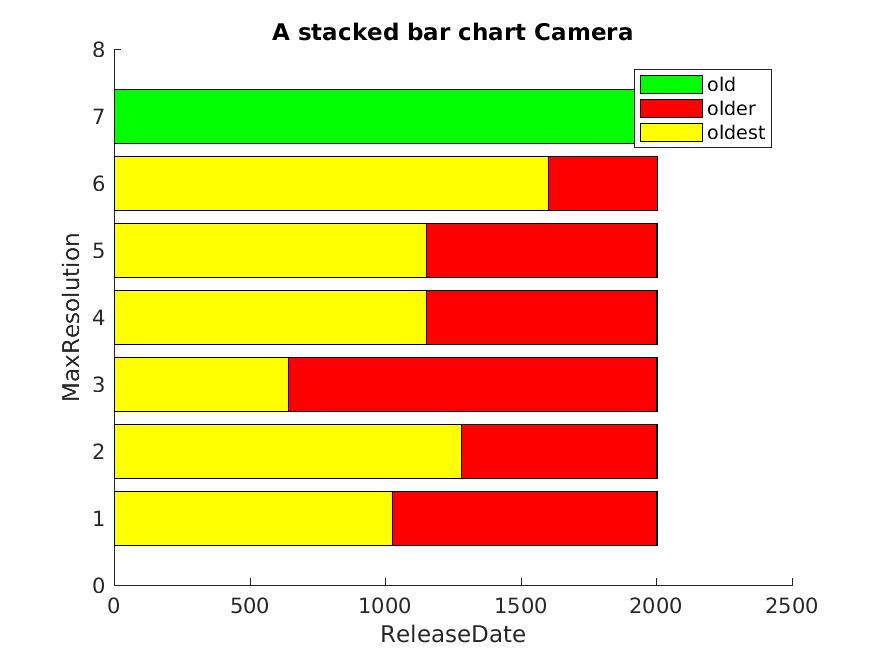 A stacked bar chart Camera
old
older
oldest
8
7
6
5
4
3
2
1
0
MaxResolution
0 500 1000 1500 2000 2500
ReleaseDate